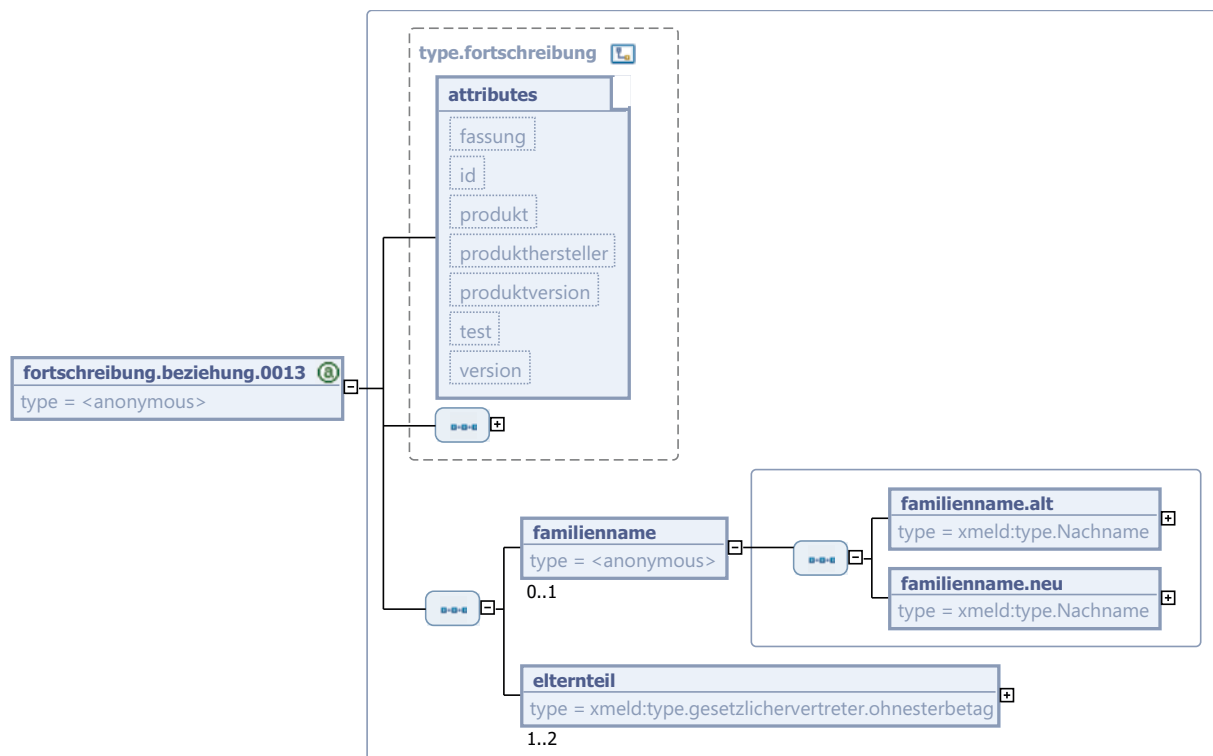 type.fortschreibung
attributes
fassung
id
produkt
produkthersteller
produktversion
test
version
fortschreibung.beziehung.0013 @
type = <anonymous>
familienname
type = <anonymous>
0..1
familienname.alt
type = xmeld:type.Nachname
familienname.neu
type = xmeld:type.Nachname
elternteil
type = xmeld:type.gesetzlichervertreter.ohnesterbetag
1..2